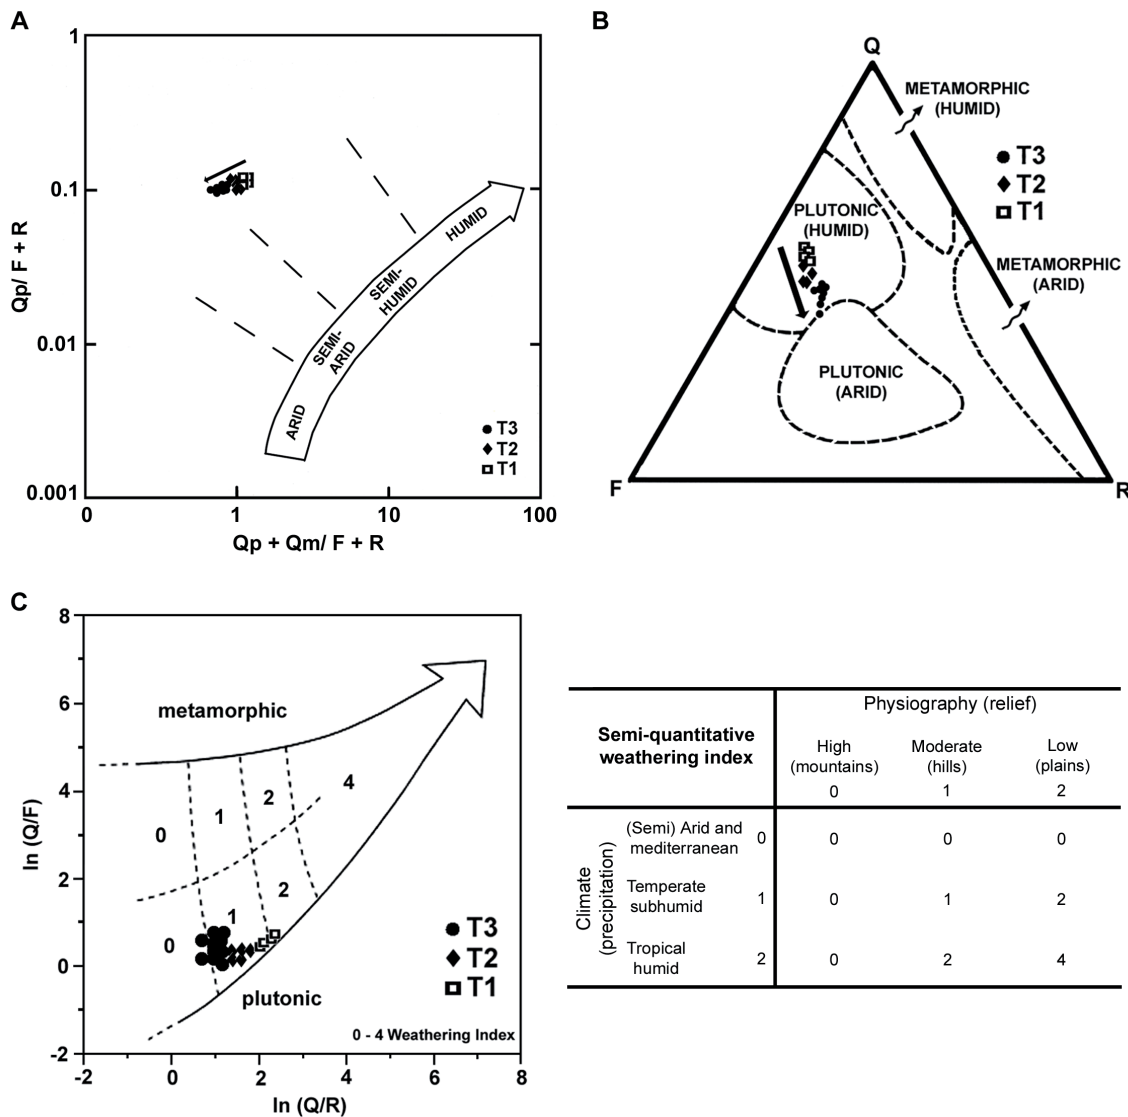 A
1
0.1
0.01
0.001
Qp/ F + R
HUMID
SEMI-
HUMID
SEMI-
ARID
ARID
T3
T2
T1
0
1
10
100
Qp + Qm/ F + R
B
Q
METAMORPHIC
(HUMID)
T3
T2
T1
PLUTONIC
(HUMID)
METAMORPHIC
(ARID)
PLUTONIC
(ARID)
F
R
C
8
6
4
2
0
-2
ln (Q/F)
metamorphic
0
1
2
4
0
1
2
T3
T2
T1
plutonic
0 - 4 Weathering Index
-2
0
2
4
6
8
ln (Q/R)
Semi-quantitative
weathering index
Physiography (relief)
High
(mountains)
0
Moderate
(hills)
1
Low
(plains)
2
Climate
(precipitation)
(Semi) Arid and
mediterranean
0
0
0
0
Temperate
subhumid
1
0
1
2
Tropical
humid
2
0
2
4